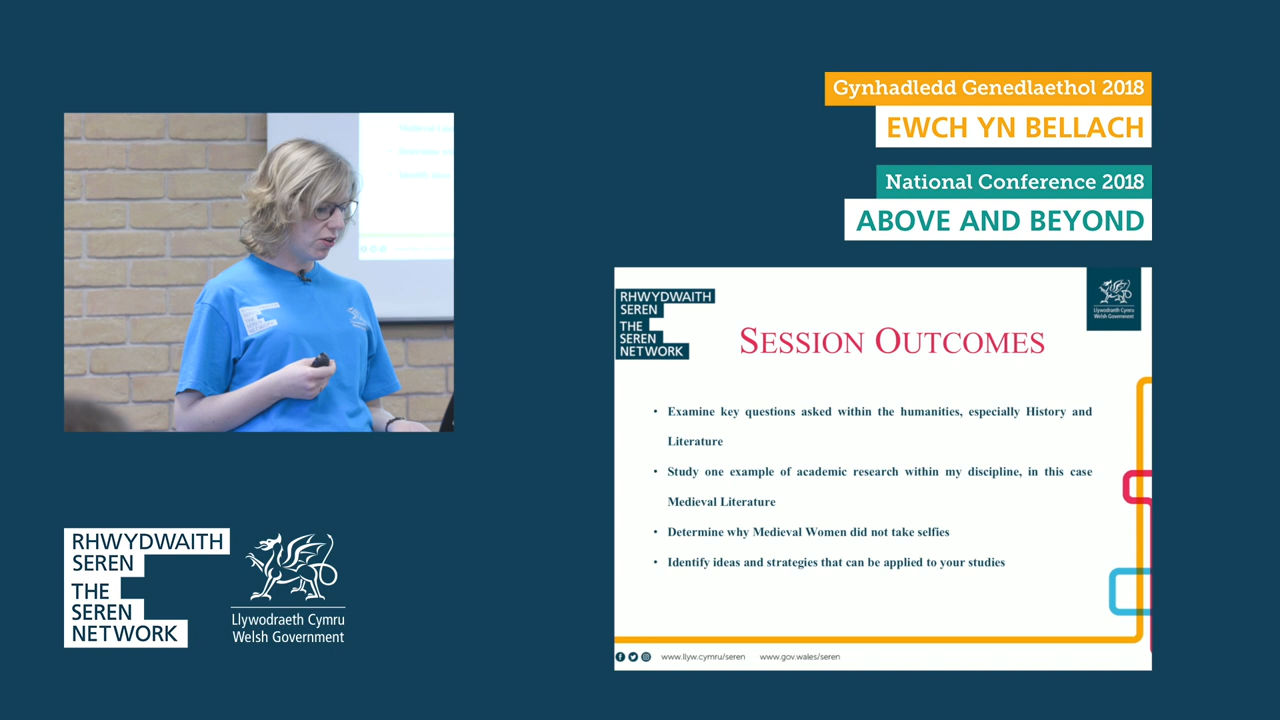 Gynhadledd Genedlaethol 2018
EWCH YN BELLACH
National Conference 2018
ABOVE AND BEYOND
RHWYDWAITH
SEREN
THE
SEREN
NETWORK
Llywodraeth Cymru
Welsh Government
SESSION OUTCOMES
• Examine key questions asked within the humanities, especially History and
Literature
• Study one example of academic research within my discipline, in this case
Medieval Literature
• Determine why Medieval Women did not take selfies
• Identify ideas and strategies that can be applied to your studies
www.llyw.cymru/seren www.gov.wales/seren
RHWYDWAITH
SEREN
THE
SEREN
NETWORK
Llywodraeth Cymru
Welsh Government